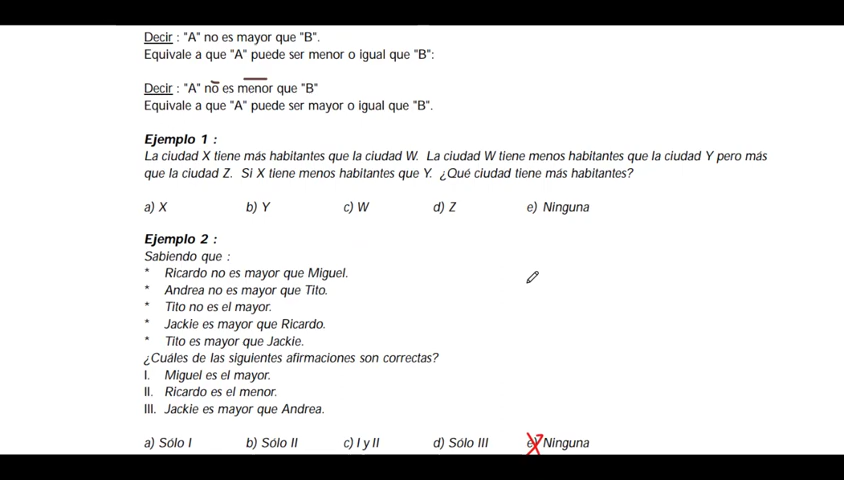 Decir : "A" no es mayor que "B".
Equivale a que "A" puede ser menor o igual que "B":
Decir : "A" no es menor que "B"
Equivale a que "A" puede ser mayor o igual que "B".
Ejemplo 1 :
La ciudad X tiene más habitantes que la ciudad W. La ciudad W tiene menos habitantes que la ciudad Y pero más
que la ciudad Z. Si X tiene menos habitantes que Y. ¿Qué ciudad tiene más habitantes?
a) X b) Y c) W d) Z e) Ninguna
Ejemplo 2 :
Sabiendo que :
* Ricardo no es mayor que Miguel.
* Andrea no es mayor que Tito.
* Tito no es el mayor.
* Jackie es mayor que Ricardo.
* Tito es mayor que Jackie.
¿Cuáles de las siguientes afirmaciones son correctas?
I. Miguel es el mayor.
II. Ricardo es el menor.
III. Jackie es mayor que Andrea.
a) Sólo I b) Sólo II c) I y II d) Sólo III e) Ninguna